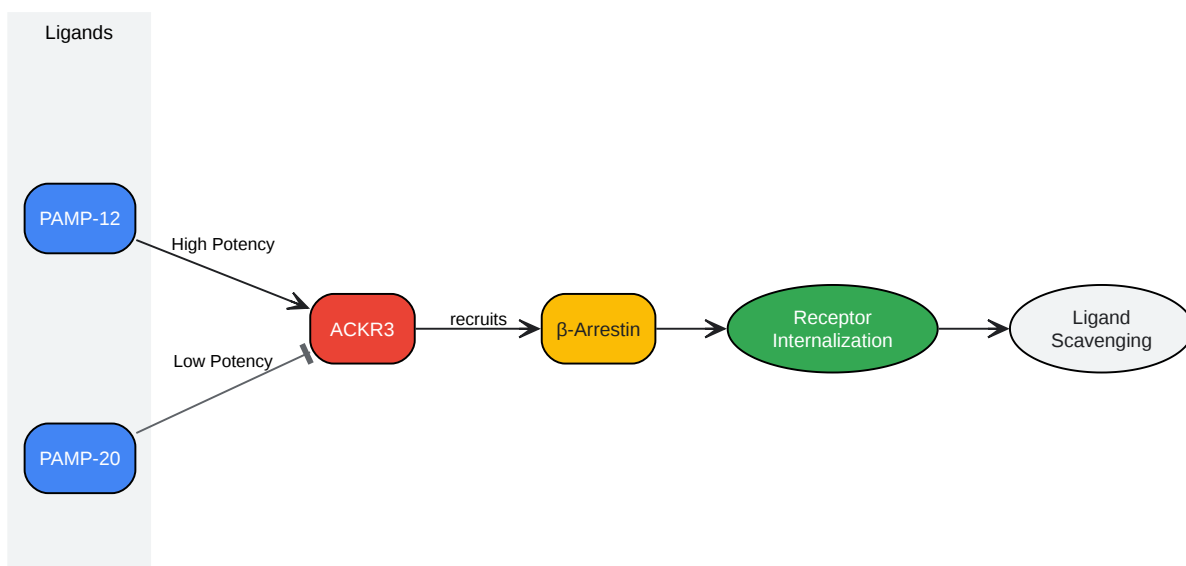 Ligands
PAMP-12
High Potency
ACKR3
recruits
β-Arrestin
Receptor
Internalization
Ligand
Scavenging
Low Potency
PAMP-20